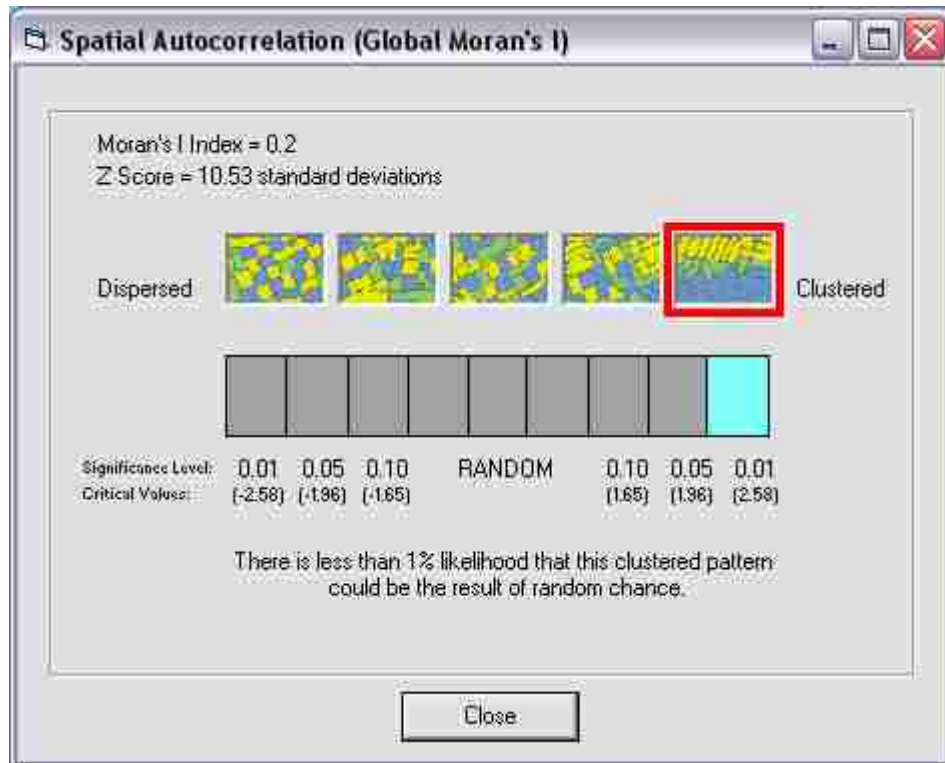 Spatial Autocorrelation (Global Moran's I)
Moran's I Index = 0.2
Z Score = 10.53 standard deviations
Dispersed
Clustered
Significance Level: 0.01 0.05 0.10 RANDOM 0.10 0.05 0.01
Critical Values: (-2.58) (-1.96) (-1.65) (1.65) (1.96) (2.58)
There is less than 1% likelihood that this clustered pattern
could be the result of random chance.
Close